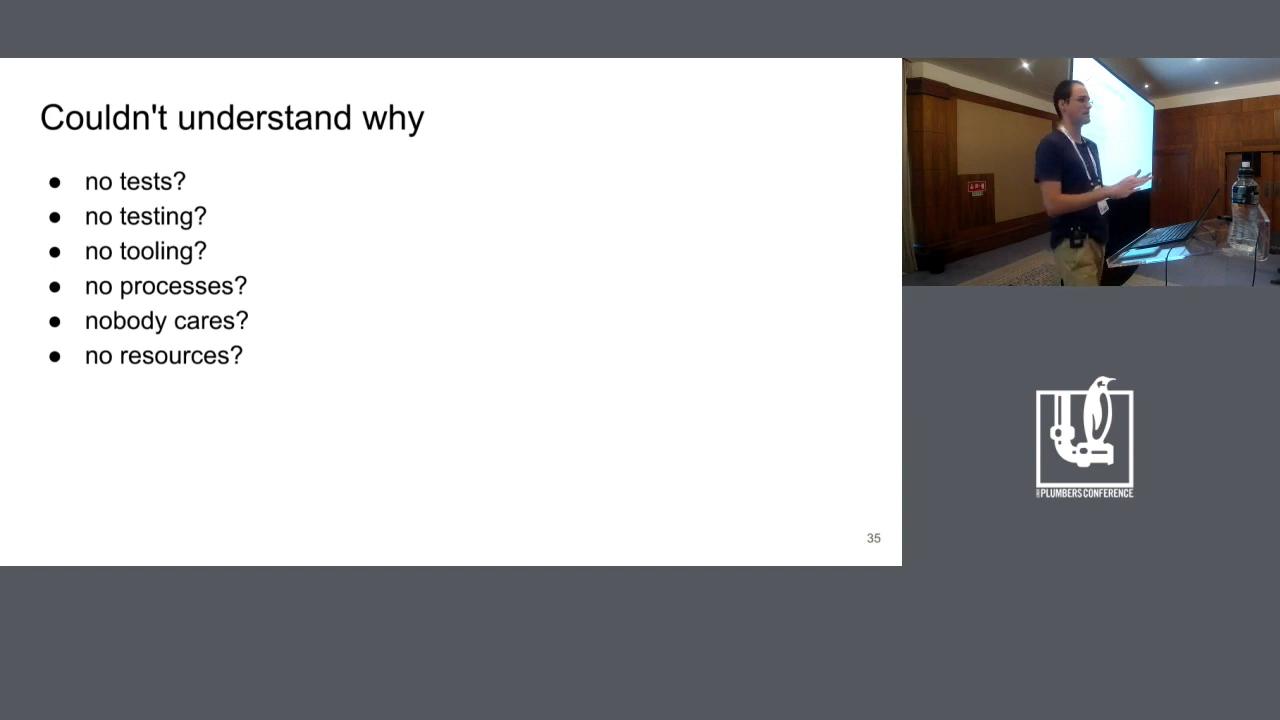 Couldn't understand why
● no tests?
● no testing?
● no tooling?
● no processes?
● nobody cares?
● no resources?
35
PLUMBERS CONFERENCE